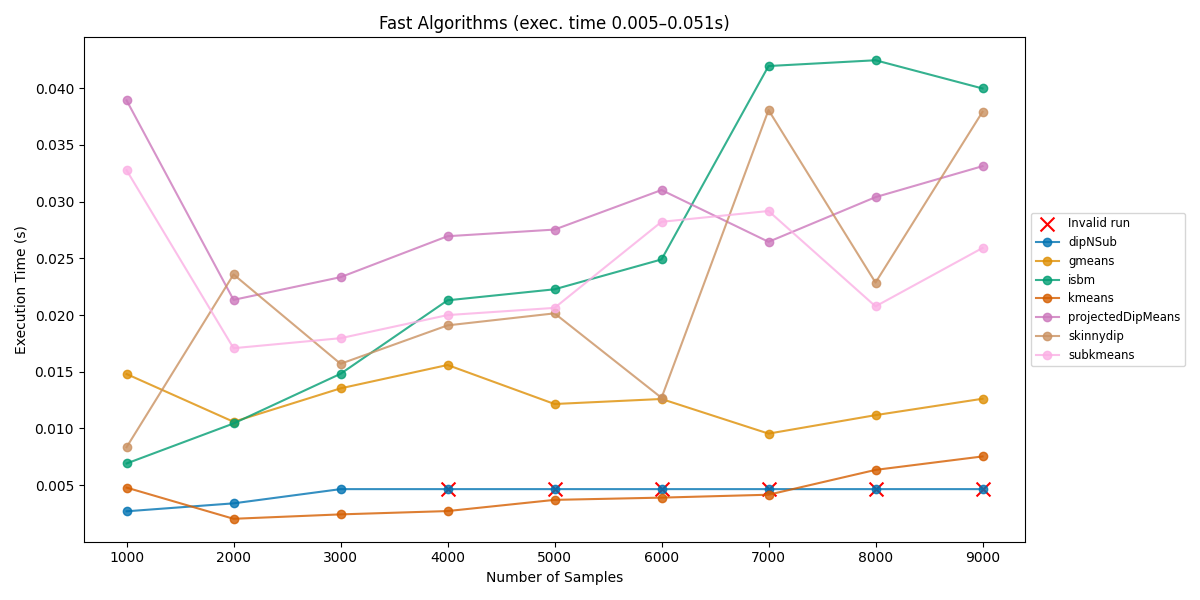 Fast Algorithms (exec. time 0.005–0.051s)
Execution Time (s)
0.040
0.035
0.030
0.025
0.020
0.015
0.010
0.005
1000 2000 3000 4000 5000 6000 7000 8000 9000
Number of Samples
Invalid run
dipNSub
gmeans
isbm
kmeans
projectedDipMeans
skinnydip
subkmeans